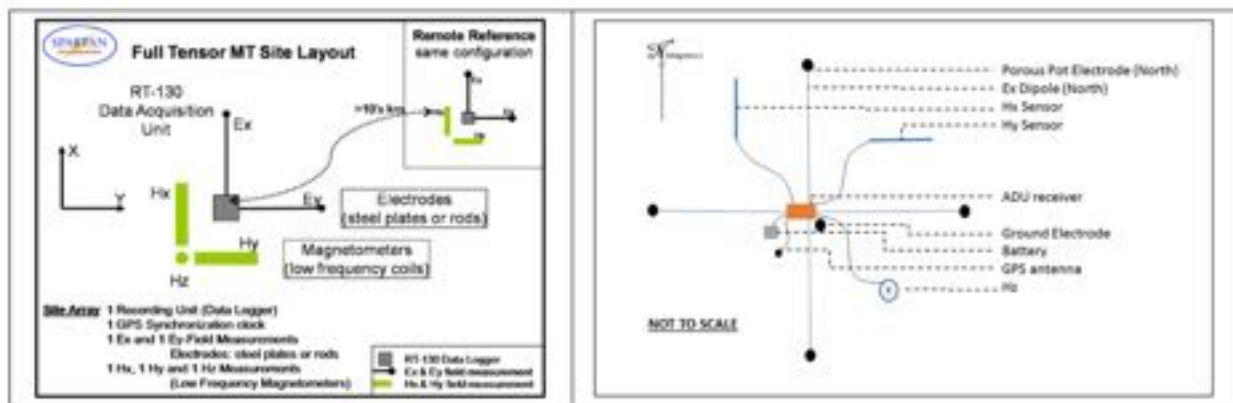 SPARTAN
Full Tensor MT Site Layout
Remote Reference
same configuration
RT-130
Data Acquisition
Unit
Ex
Ex
>10's km
X
Y
Hx
Ey
Electrodes
(steel plates or rods)
Hy
Magnetometers
(low frequency coils)
Hz
Site Array 1 Recording Unit (Data Logger)
1 GPS Synchronization clock
1 Ex and 1 Ey-Field Measurements
Electrodes: steel plates or rods
1 Hx, 1 Hy and 1 Hz Measurements
(Low Frequency Magnetometers)
RT-130 Data Logger
Ex & Ey field measurement
Hx & Hy field measurement
Porous Pot Electrode (North)
Ex Dipole (North)
Hx Sensor
Hy Sensor
ADU receiver
Ground Electrode
Battery
GPS antenna
Hz
NOT TO SCALE